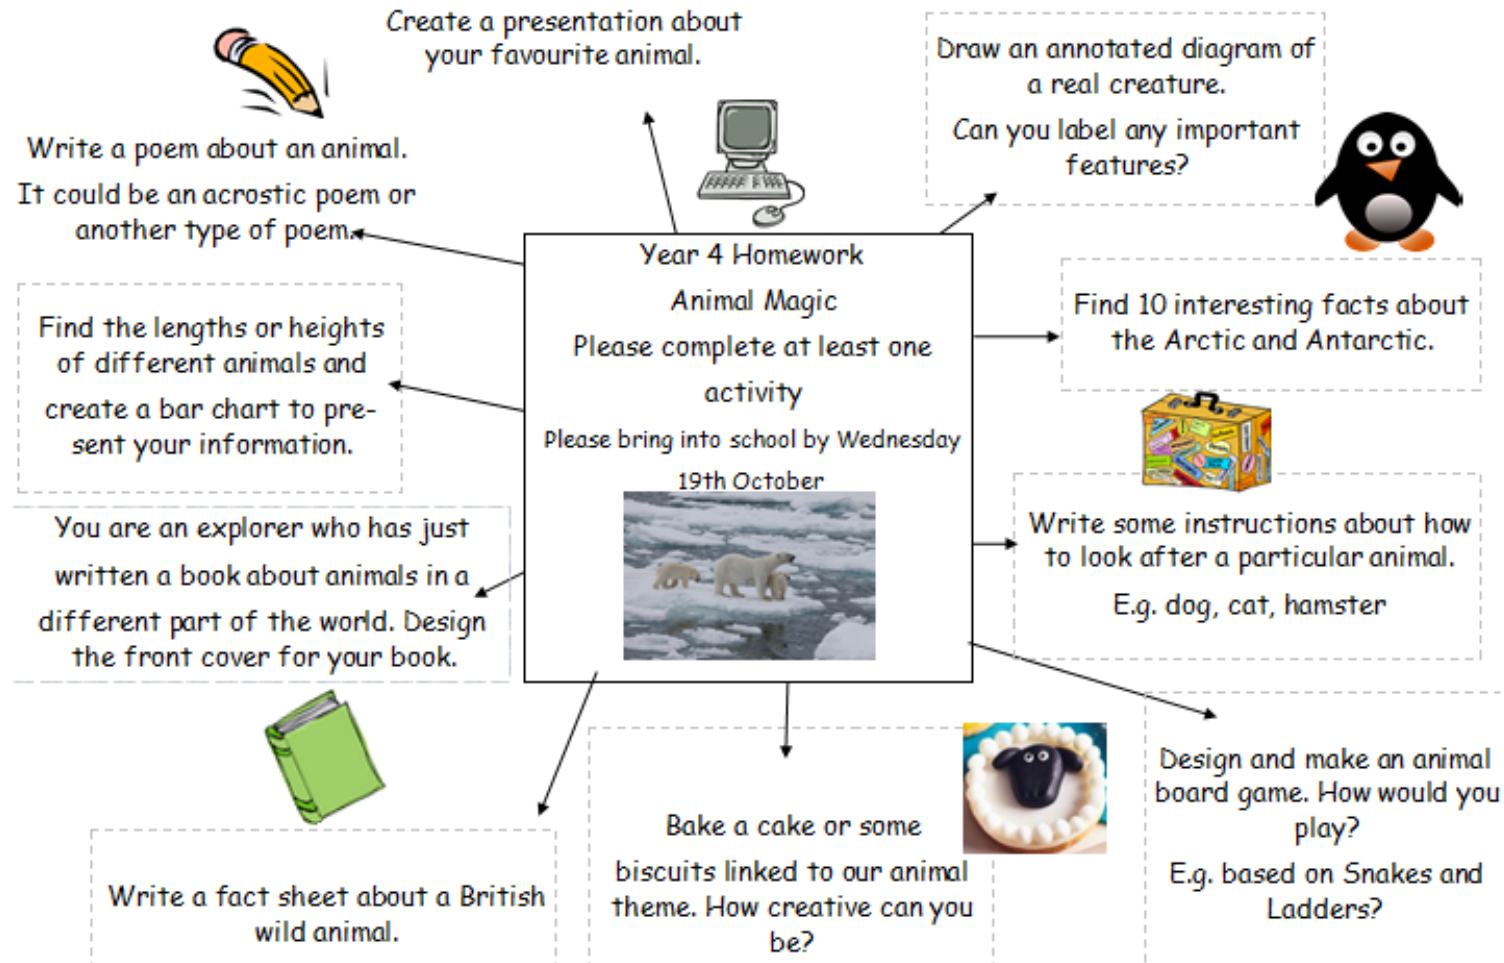 Create a presentation about
your favourite animal.
Draw an annotated diagram of
a real creature.
Can you label any important
features?
Write a poem about an animal.
It could be an acrostic poem or
another type of poem.
Year 4 Homework
Animal Magic
Please complete at least one
activity
Please bring into school by Wednesday
19th October
Find 10 interesting facts about
the Arctic and Antarctic.
Find the lengths or heights
of different animals and
create a bar chart to pre-
sent your information.
Write some instructions about how
to look after a particular animal.
E.g. dog, cat, hamster
You are an explorer who has just
written a book about animals in a
different part of the world. Design
the front cover for your book.
Design and make an animal
board game. How would you
play?
E.g. based on Snakes and
Ladders?
Bake a cake or some
biscuits linked to our animal
theme. How creative can you
be?
Write a fact sheet about a British
wild animal.